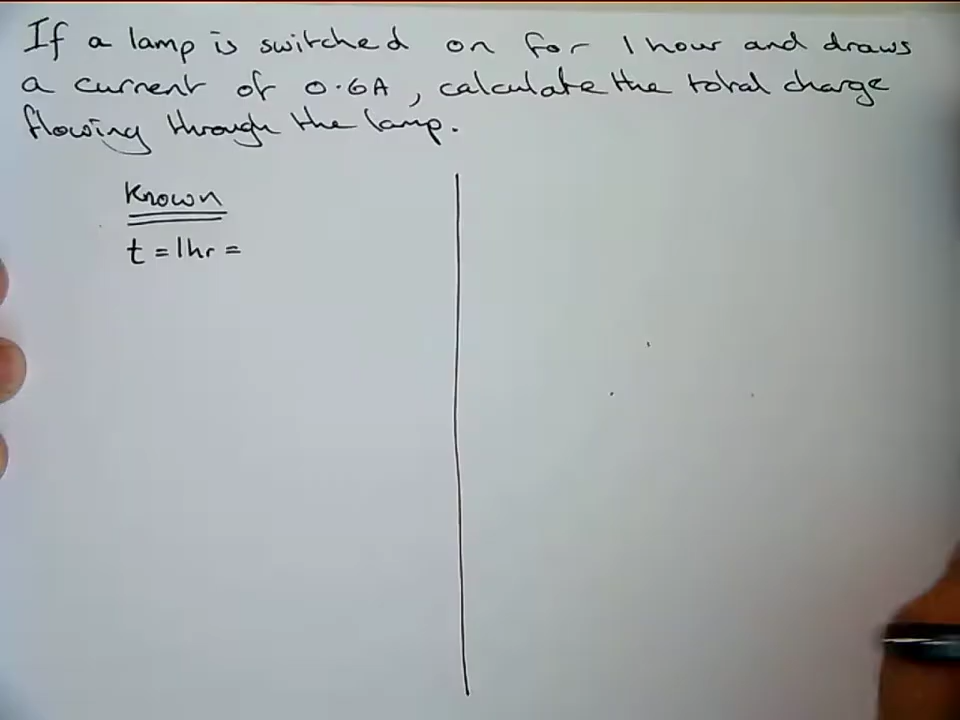 If a lamp is switched on for 1 hour and draws
a current of 0.6A, calculate the total charge
flowing through the lamp.
Known
t = 1hr =